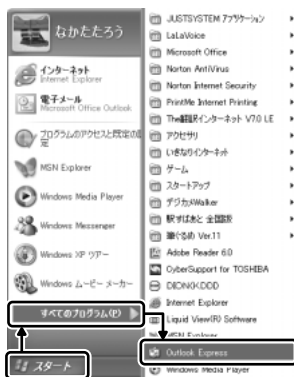 なかたたろう
インターネット
Internet Explorer
電子メール
Microsoft Office Outlook
プログラムのアクセスと既定の
定
MSN Explorer
Windows Media Player
Windows Messenger
Windows XP ツアー
Windows ムービー メーカー
すべてのプログラム(P)
スタート
JUSTSYSTEM アプリケーション
LaLaVoice
Microsoft Office
Norton AntiVirus
Norton Internet Security
PrintMe Internet Printing
The翻訳インターネット V7.0 LE
アクセサリ
いきなりインターネット
ゲーム
スタートアップ
デジカメWalker
駅すぱあと 全国版
筆ぐるめ Ver.11
Adobe Reader 6.0
CyberSupport for TOSHIBA
Internet Explorer
Liquid View(R) Software
MSN Explorer
Outlook Express
Windows Media Player